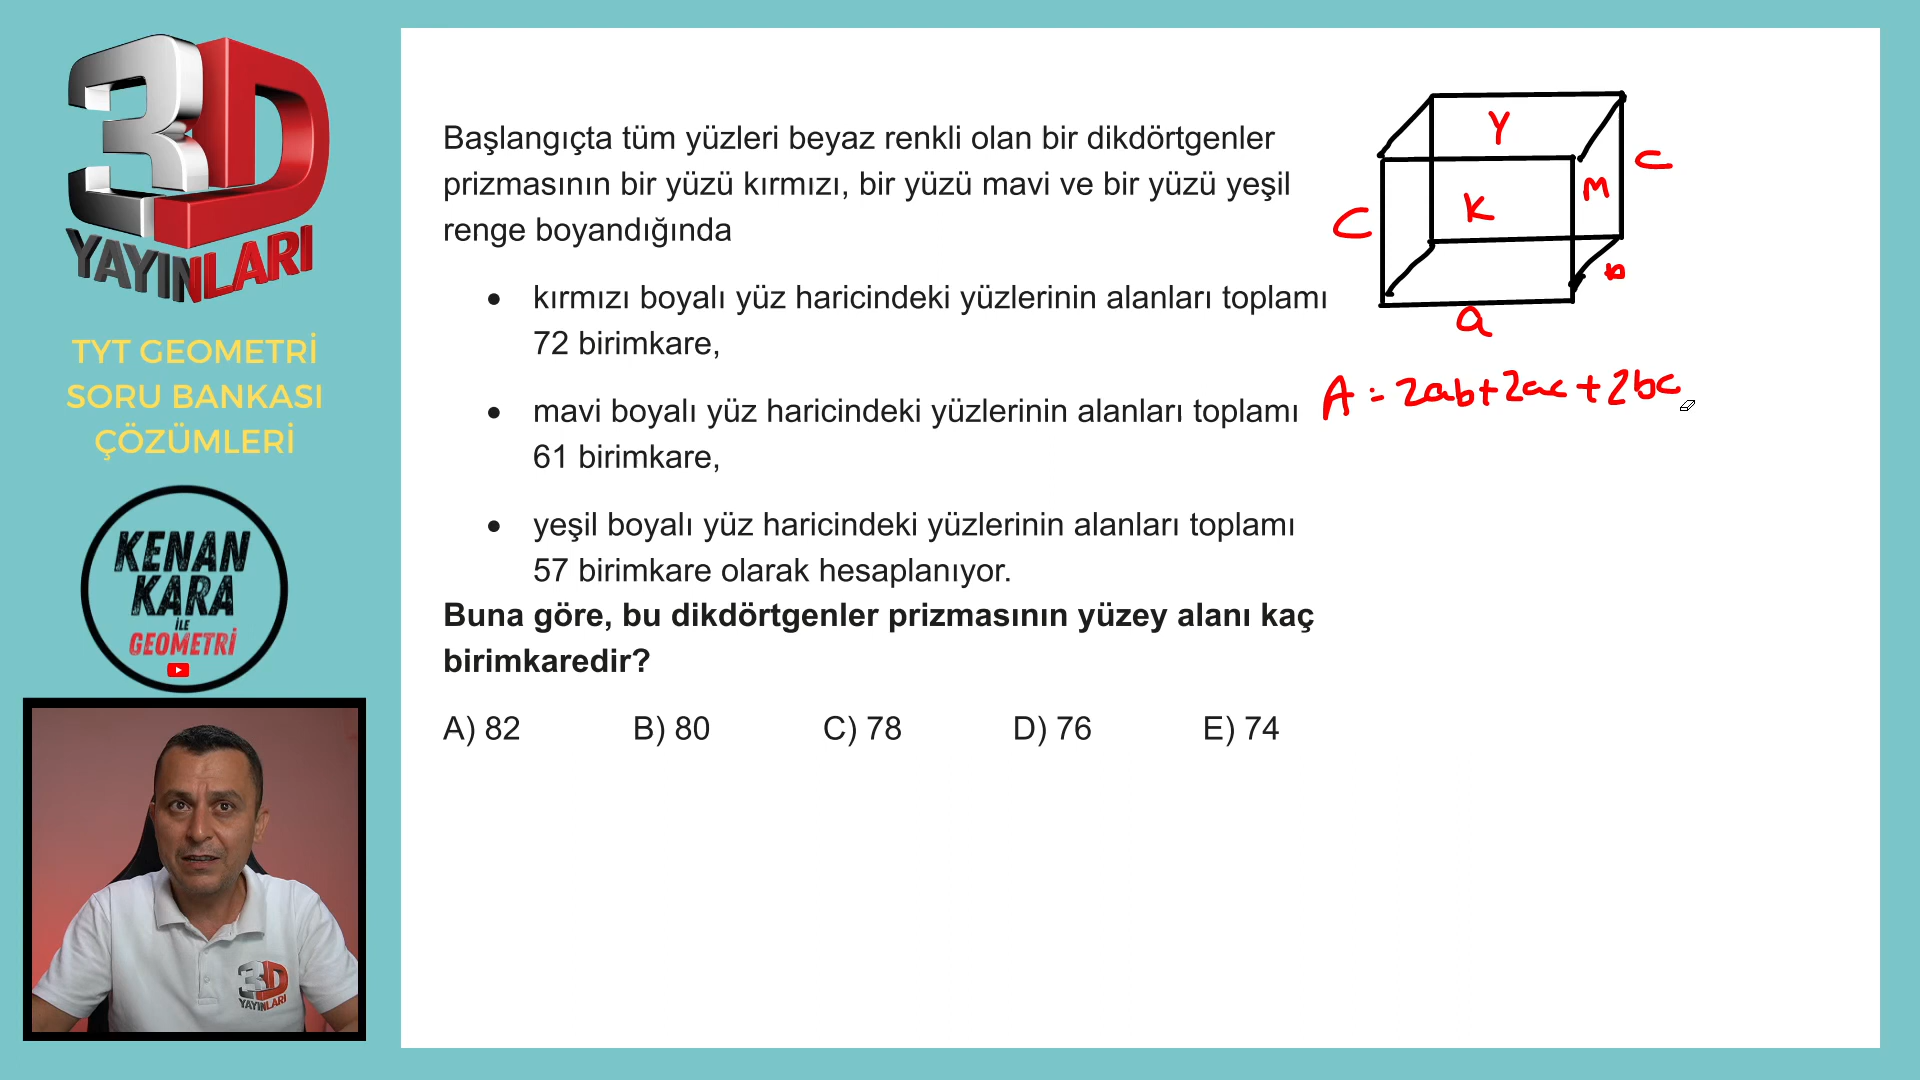 3D
YAYINLARI
TYT GEOMETRİ
SORU BANKASI
ÇÖZÜMLERİ
KENAN
KARA
İLE
GEOMETRİ
3D
YAYINLARI
Başlangıçta tüm yüzleri beyaz renkli olan bir dikdörtgenler
prizmasının bir yüzü kırmızı, bir yüzü mavi ve bir yüzü yeşil
renge boyandığında
• kırmızı boyalı yüz haricindeki yüzlerinin alanları toplamı
72 birimkare,
• mavi boyalı yüz haricindeki yüzlerinin alanları toplamı
61 birimkare,
• yeşil boyalı yüz haricindeki yüzlerinin alanları toplamı
57 birimkare olarak hesaplanıyor.
Buna göre, bu dikdörtgenler prizmasının yüzey alanı kaç
birimkaredir?
A) 82 B) 80 C) 78 D) 76 E) 74
Y
C
M
K
C
b
a
A = 2ab+2ac+2bc